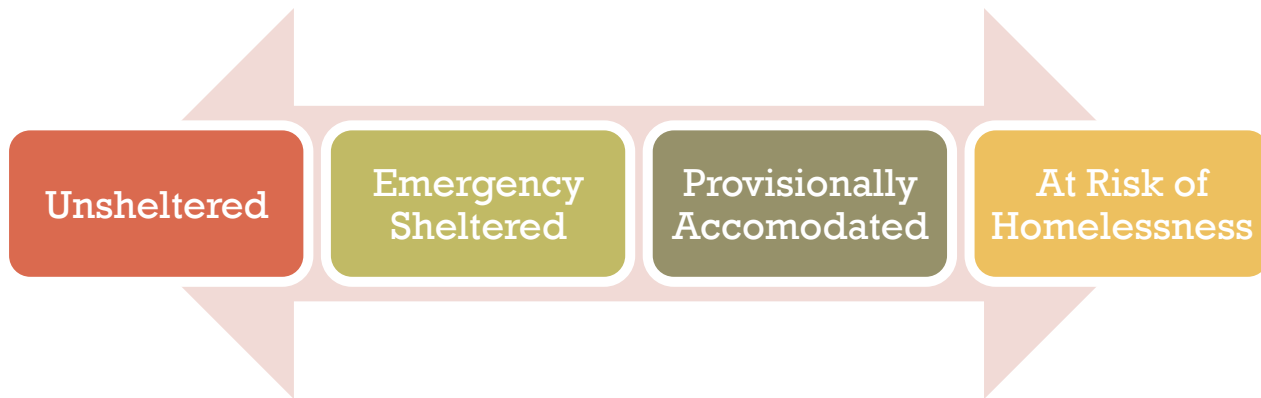 Unsheltered
Emergency
Sheltered
Provisionally
Accomodated
At Risk of
Homelessness